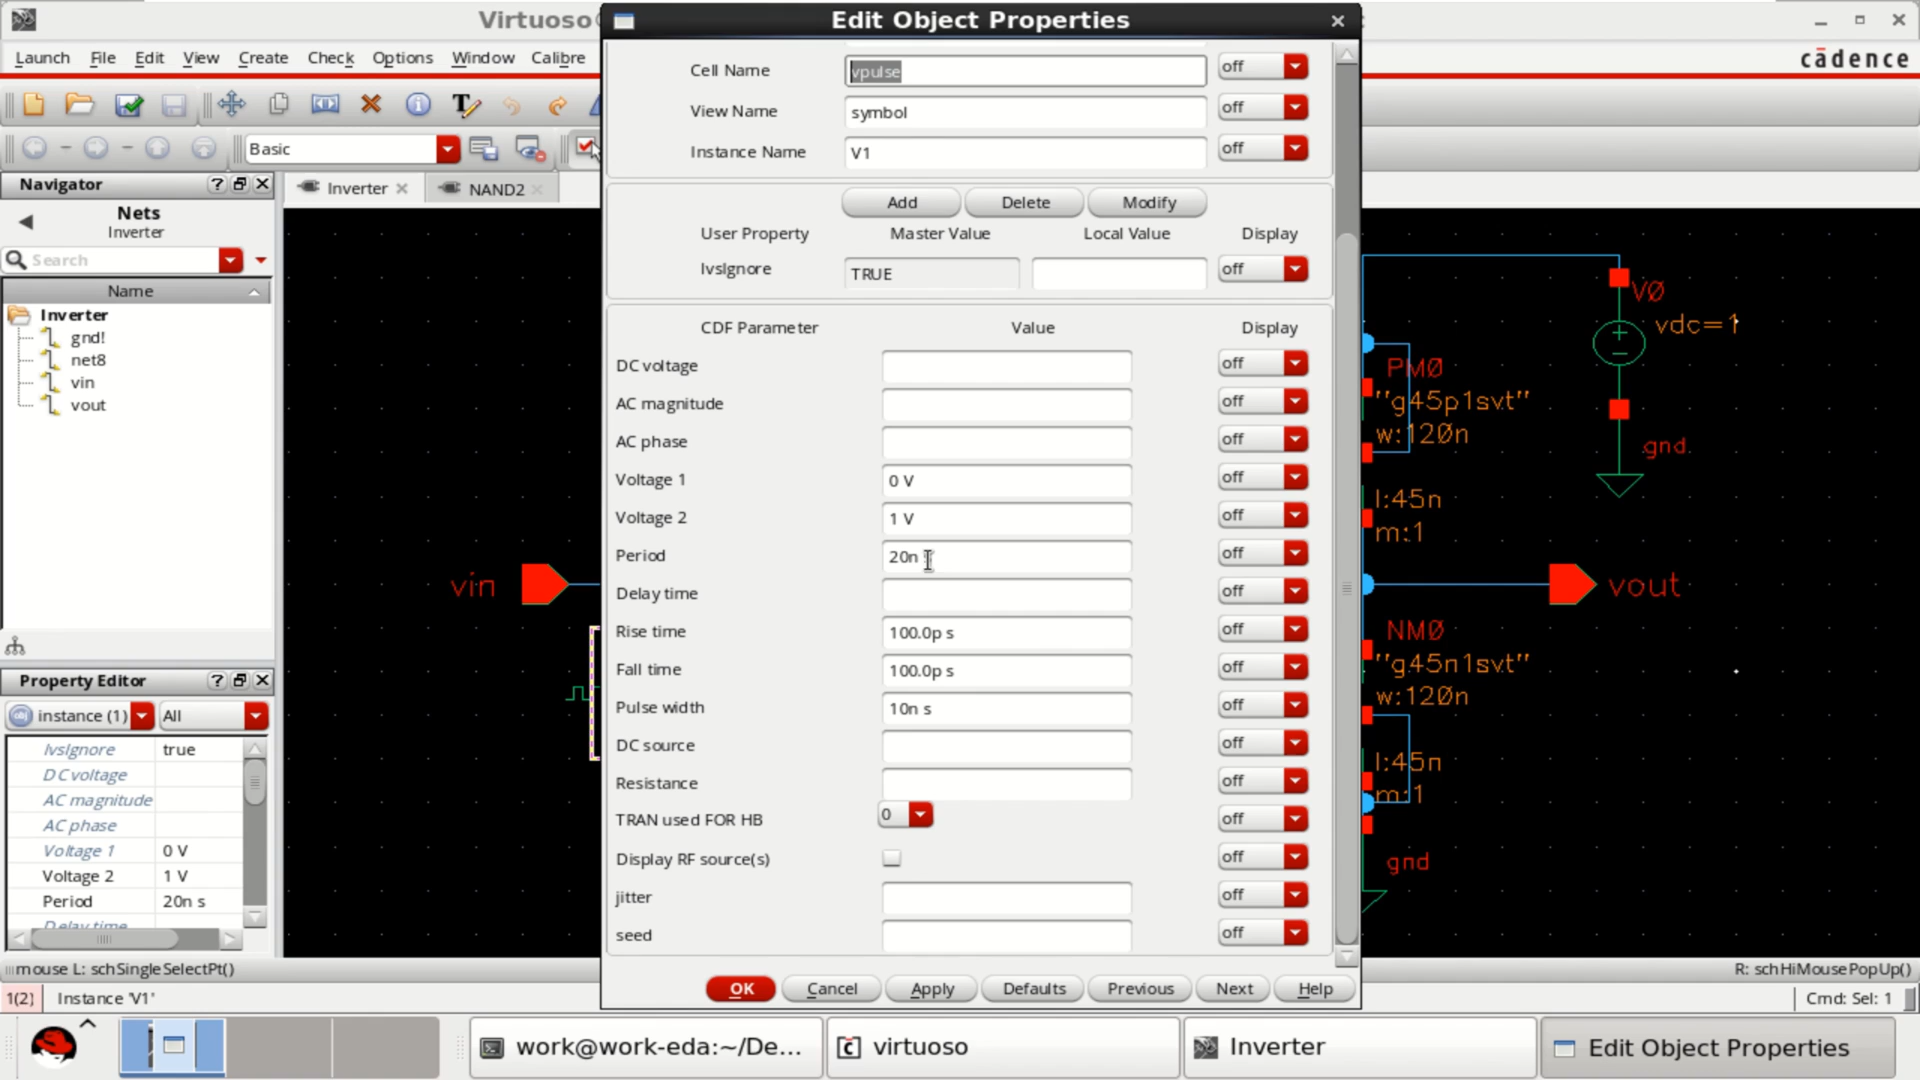 Virtuoso
Edit Object Properties
Launch File Edit View Create Check Options Window Calibre
cādence
Basic
Navigator
Nets
Inverter
Search
Name
Inverter
gnd!
net8
vin
vout
Inverter
NAND2
Property Editor
instance (1) All
lvsIgnore true
DC voltage
AC magnitude
AC phase
Voltage 1 0 V
Voltage 2 1 V
Period 20n s
Delay time
Cell Name vpulse off
View Name symbol off
Instance Name V1 off
Add Delete Modify
User Property Master Value Local Value Display
lvsIgnore TRUE off
CDF Parameter Value Display
DC voltage off
AC magnitude off
AC phase off
Voltage 1 0 V off
Voltage 2 1 V off
Period 20n off
Delay time off
Rise time 100.0p s off
Fall time 100.0p s off
Pulse width 10n s off
DC source off
Resistance off
TRAN used FOR HB 0 off
Display RF source(s) off
jitter off
seed off
OK Cancel Apply Defaults Previous Next Help
vin
V0
vdc=1
gnd
PM0
"g45p1svt"
w:120n
l:45n
m:1
vout
NM0
"g45n1svt"
w:120n
l:45n
m:1
gnd
mouse L: schSingleSelectPt()
R: schHiMousePopUp()
1(2) Instance 'V1'
Cmd: Sel: 1
work@work-eda:~/De...
virtuoso
Inverter
Edit Object Properties